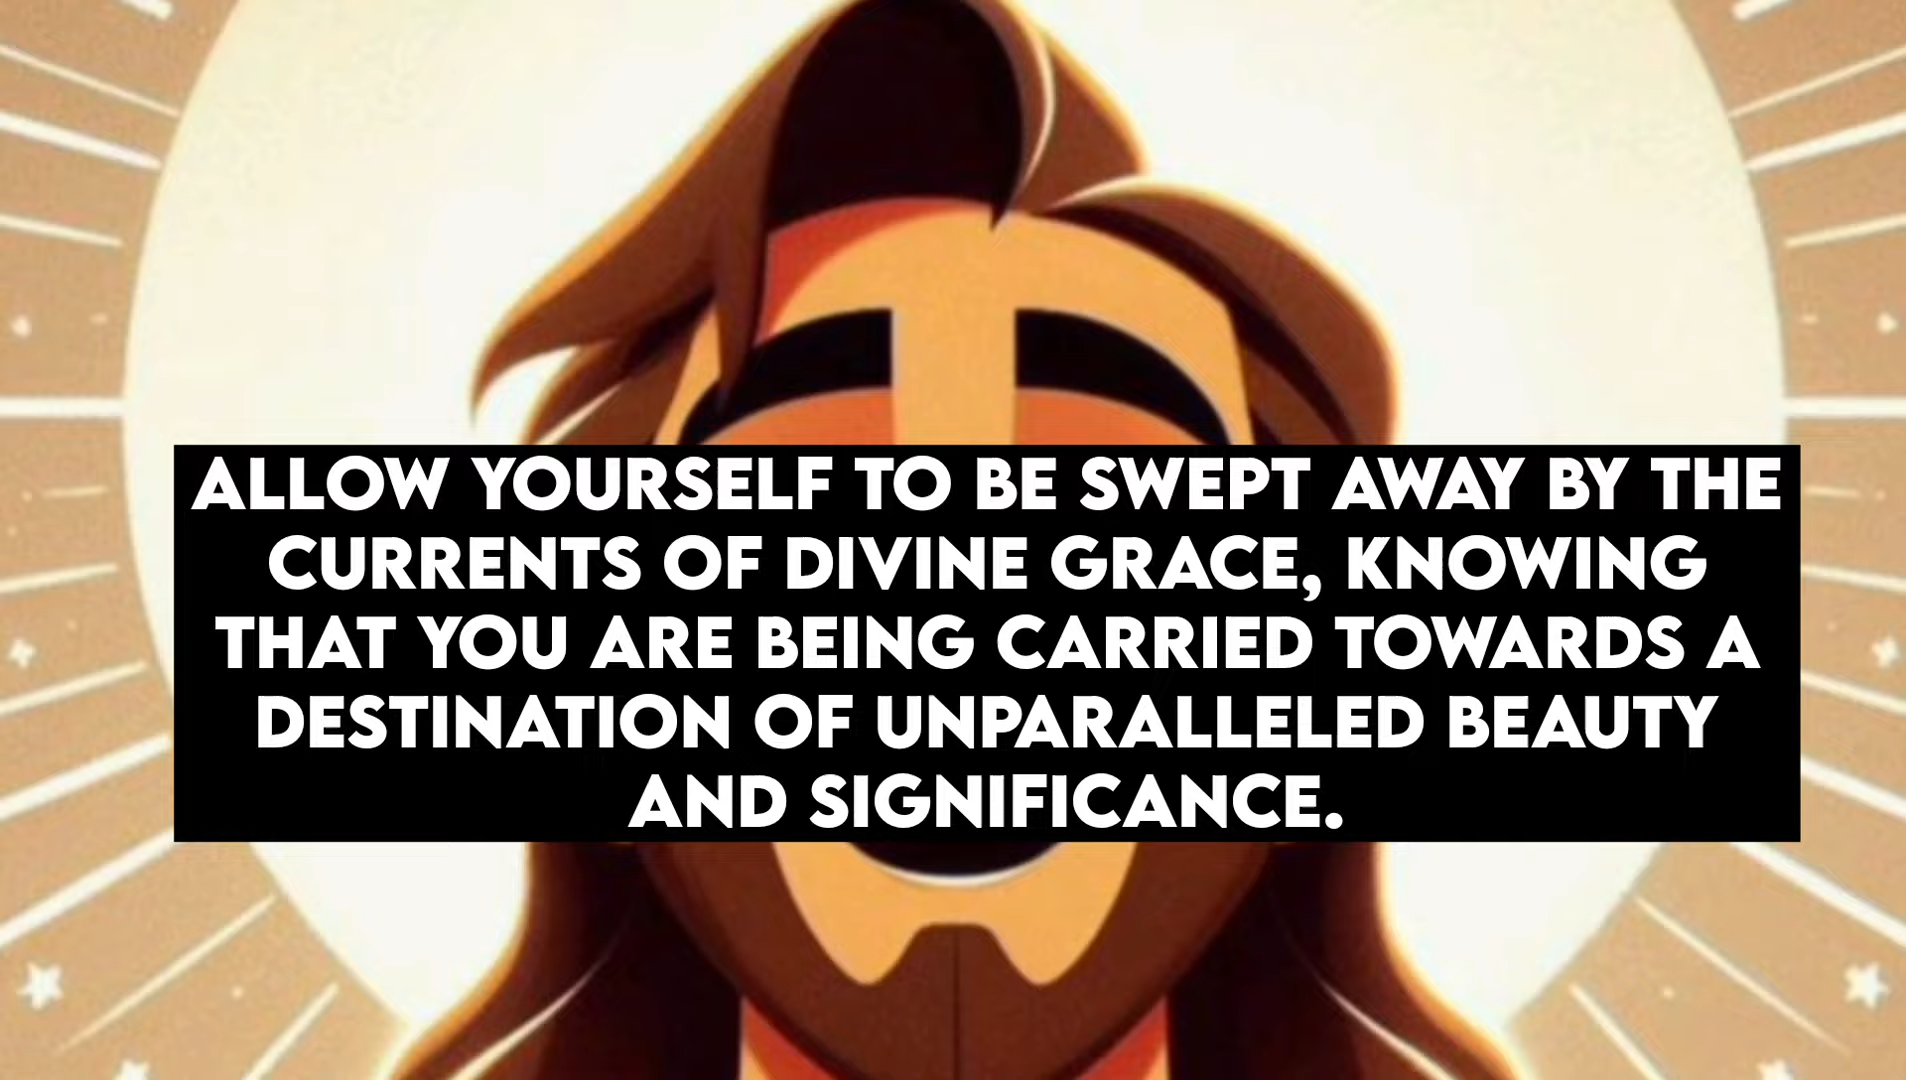 ALLOW YOURSELF TO BE SWEPT AWAY BY THE
CURRENTS OF DIVINE GRACE, KNOWING
THAT YOU ARE BEING CARRIED TOWARDS A
DESTINATION OF UNPARALLELED BEAUTY
AND SIGNIFICANCE.